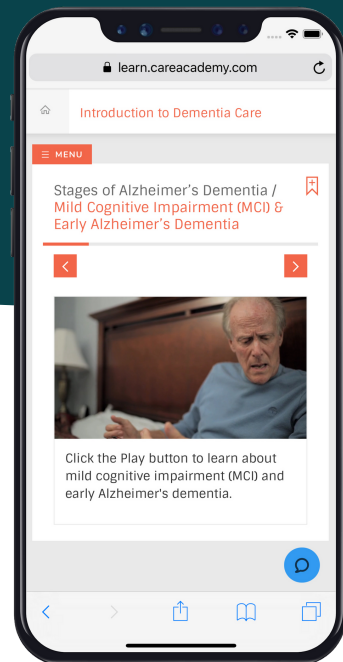 learn.careacademy.com
Introduction to Dementia Care
MENU
Stages of Alzheimer’s Dementia /
Mild Cognitive Impairment (MCI) &
Early Alzheimer’s Dementia
Click the Play button to learn about
mild cognitive impairment (MCI) and
early Alzheimer's dementia.